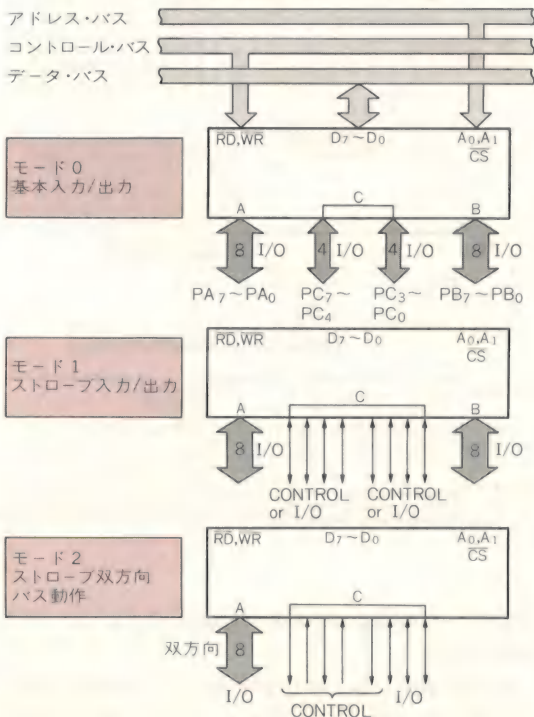 アドレス・バス
コントロール・バス
データ・バス
モード0
基本入力/出力
RD,WR D7~D0 A0,A1
CS
A C B
8 I/O 4 I/O 4 I/O 8 I/O
PA7~PA0 PC7~PC4 PC3~PC0 PB7~PB0
モード1
ストローブ入力/出力
RD,WR D7~D0 A0,A1
CS
A C B
8 I/O 8 I/O
CONTROL CONTROL
or I/O or I/O
モード2
ストローブ双方向
バス動作
RD,WR D7~D0 A0,A1
CS
A C
双方向 8
I/O I/O
CONTROL